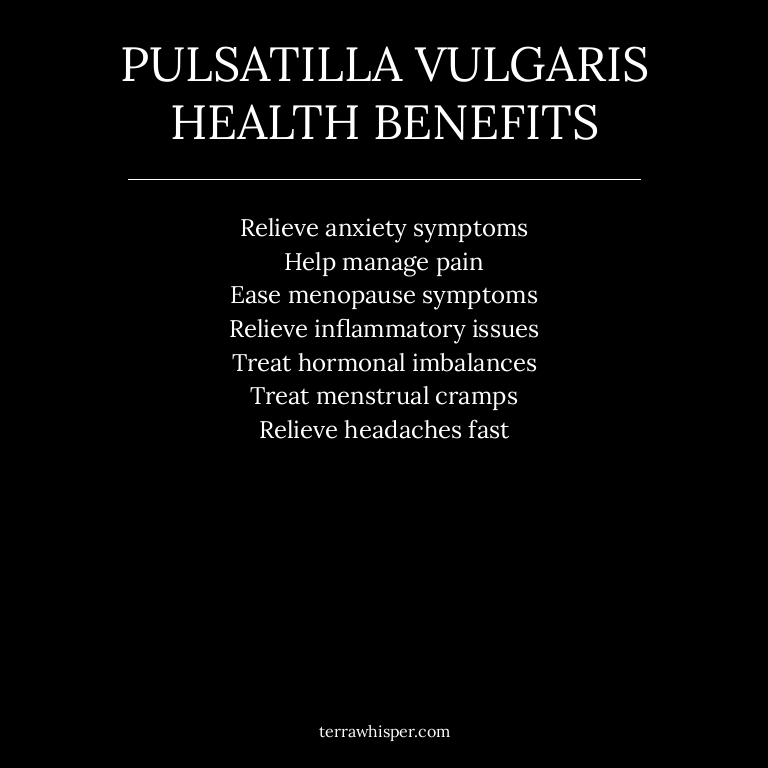 PULSATILLA VULGARIS
HEALTH BENEFITS
Relieve anxiety symptoms
Help manage pain
Ease menopause symptoms
Relieve inflammatory issues
Treat hormonal imbalances
Treat menstrual cramps
Relieve headaches fast
terrawhisper.com